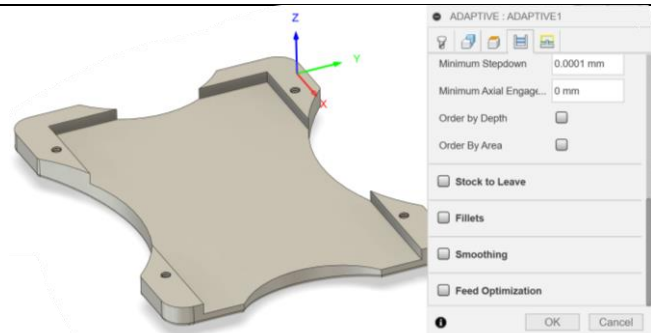 Z
Y
X
ADAPTIVE : ADAPTIVE1
Minimum Stepdown 0.0001 mm
Minimum Axial Engage... 0 mm
Order by Depth
Order By Area
Stock to Leave
Fillets
Smoothing
Feed Optimization
OK Cancel